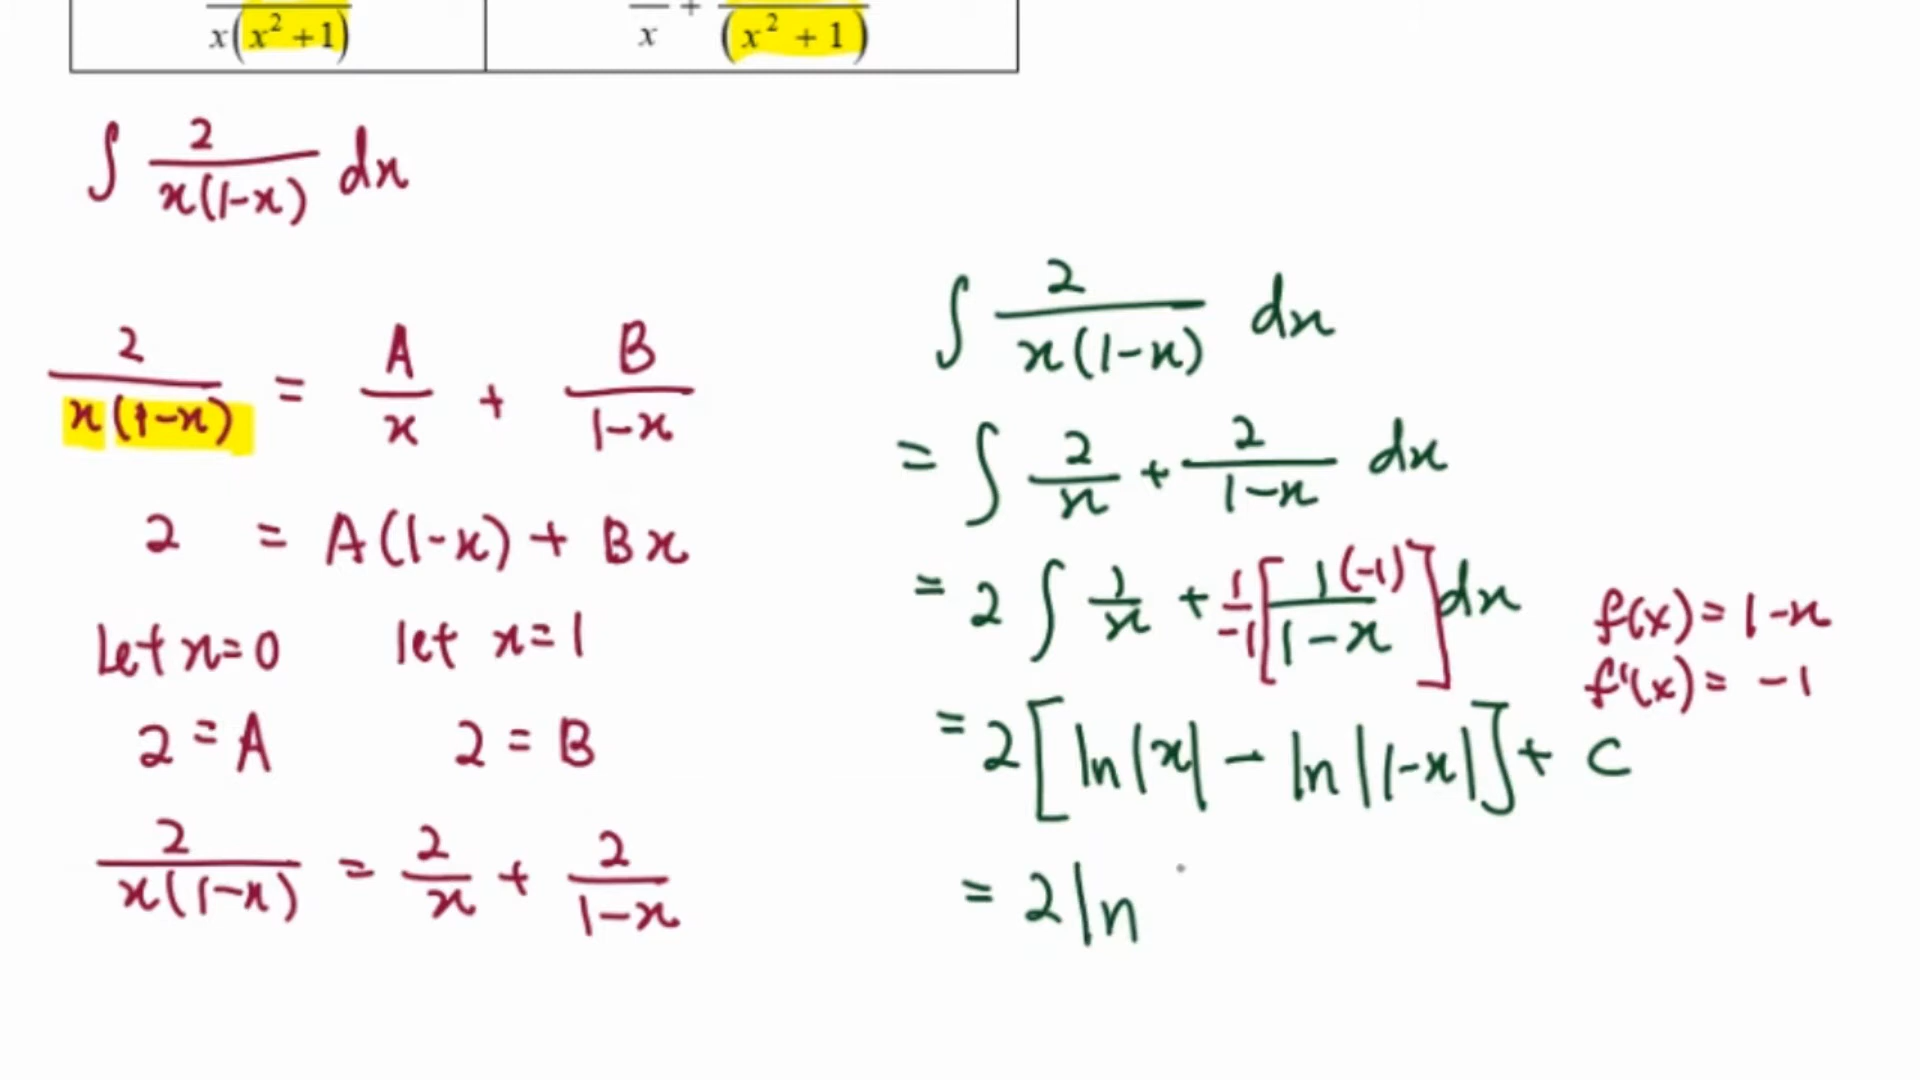 x(x² + 1)
x + (x² + 1)
∫ 2/(x(1-x)) dx
2/(x(1-x)) = A/x + B/(1-x)
2 = A(1-x) + Bx
let x=0 let x=1
2 = A 2 = B
2/(x(1-x)) = 2/x + 2/(1-x)
∫ 2/(x(1-x)) dx
= ∫ 2/x + 2/(1-x) dx
= 2 ∫ 1/x + 1/-1 [1(-1)/(1-x)] dx
f(x) = 1-x
f'(x) = -1
= 2[ln|x| - ln|1-x|] + c
= 2 ln